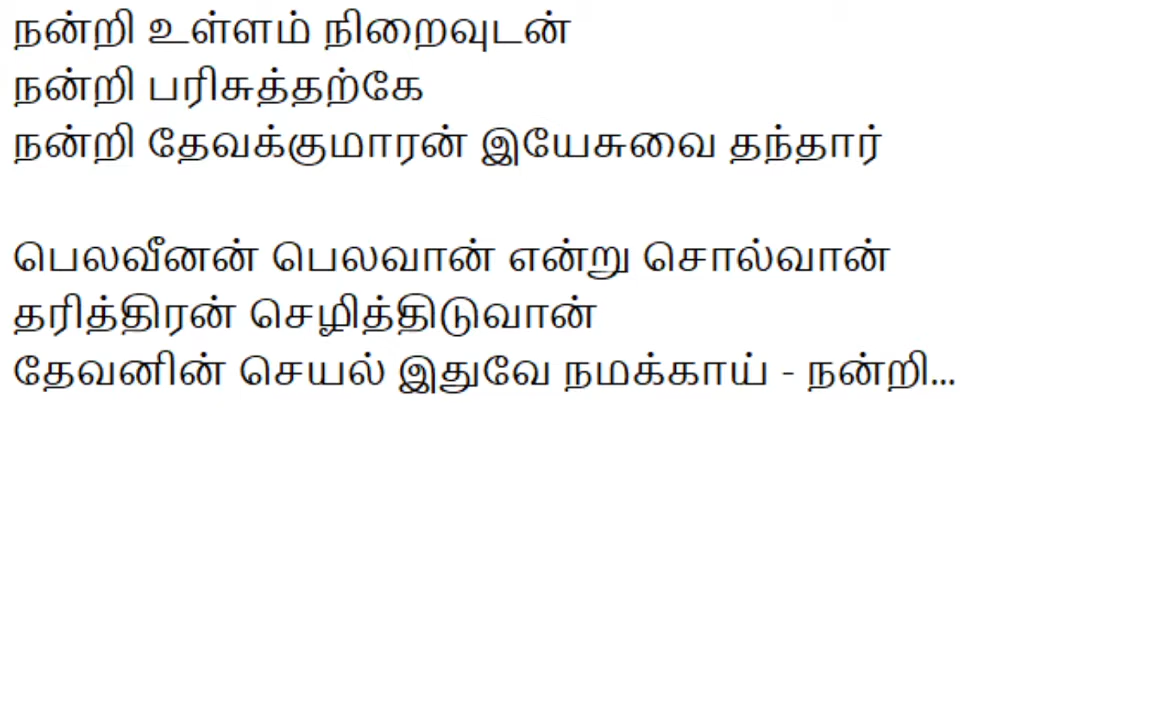 நன்றி உள்ளம் நிறைவுடன்
நன்றி பரிசுத்தற்கே
நன்றி தேவக்குமாரன் இயேசுவை தந்தார்
பெலவீனன் பெலவான் என்று சொல்வான்
தரித்திரன் செழித்திடுவான்
தேவனின் செயல் இதுவே நமக்காய் - நன்றி...